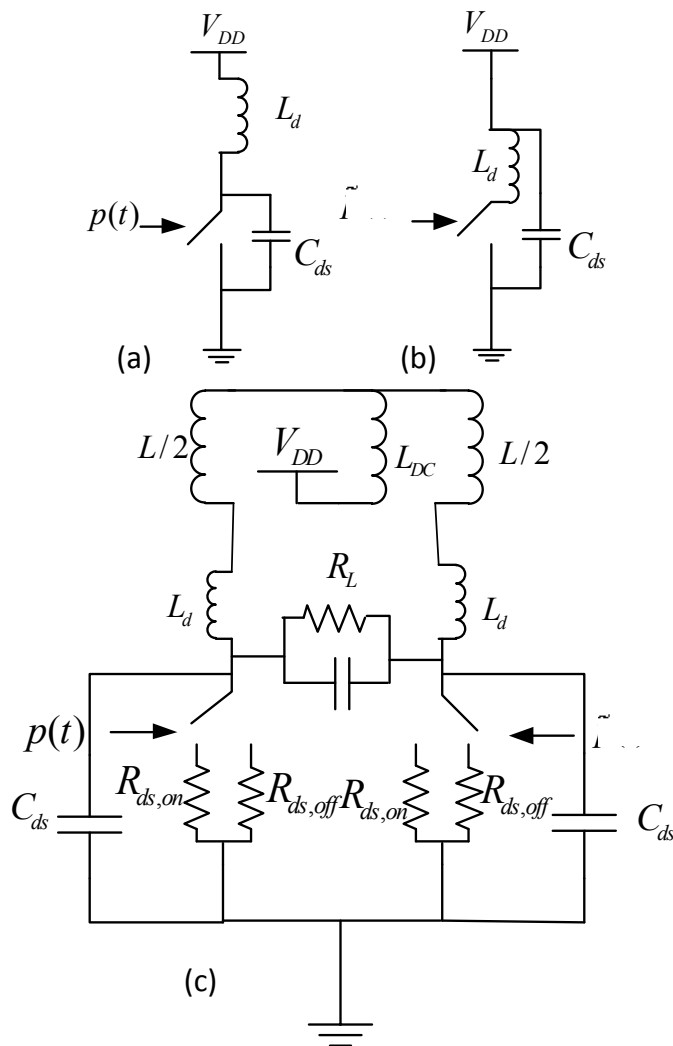 V_DD V_DD
L_d L_d
p(t)
C_ds C_ds
(a) (b)
L/2 V_DD L_DC L/2
R_L
L_d L_d
p(t)
R_ds,on R_ds,off R_ds,on R_ds,off
C_ds C_ds
(c)